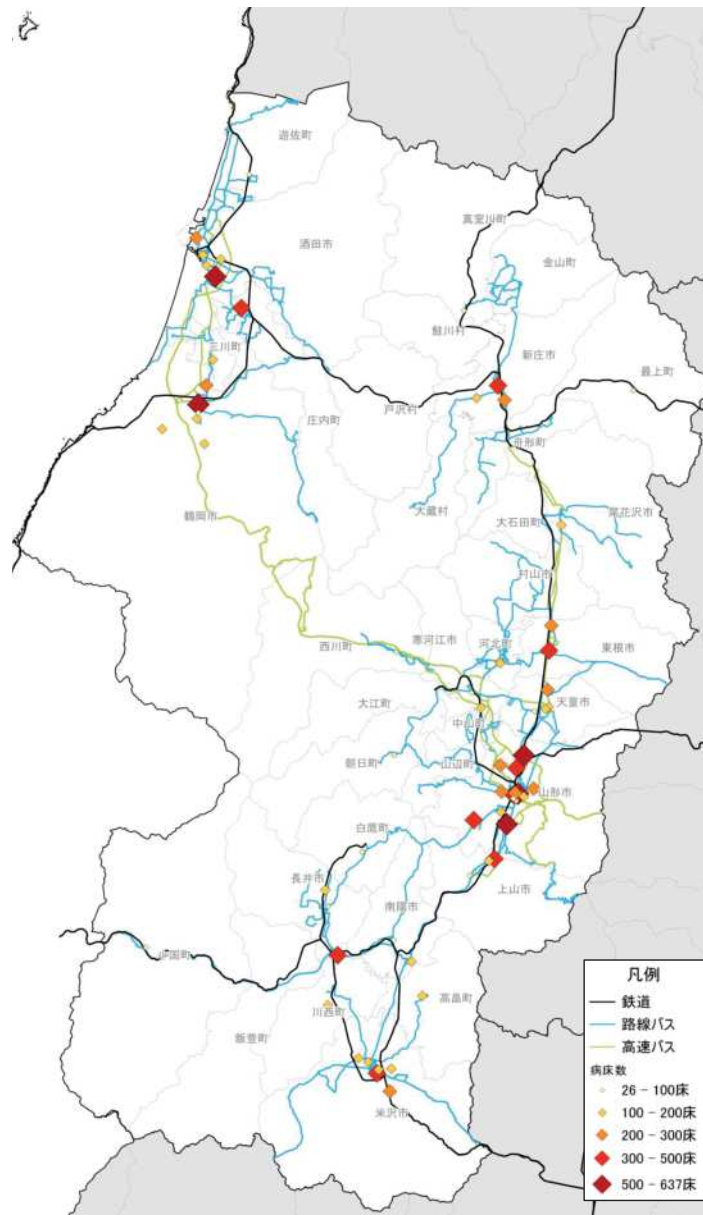 遊佐町
真室川町
酒田市
金山町
鮭川村
新庄市
三川町
最上町
戸沢村
庄内町
舟形町
大蔵村
鶴岡市
大石田町
尾花沢市
村山市
寒河江市
河北町
西川町
東根市
大江町
天童市
中山町
朝日町
山辺町
山形市
白鷹町
長井市
南陽市
上山市
小国町
川西町
高畠町
飯豊町
米沢市
凡例
鉄道
路線バス
高速バス
病床数
26 - 100床
100 - 200床
200 - 300床
300 - 500床
500 - 637床